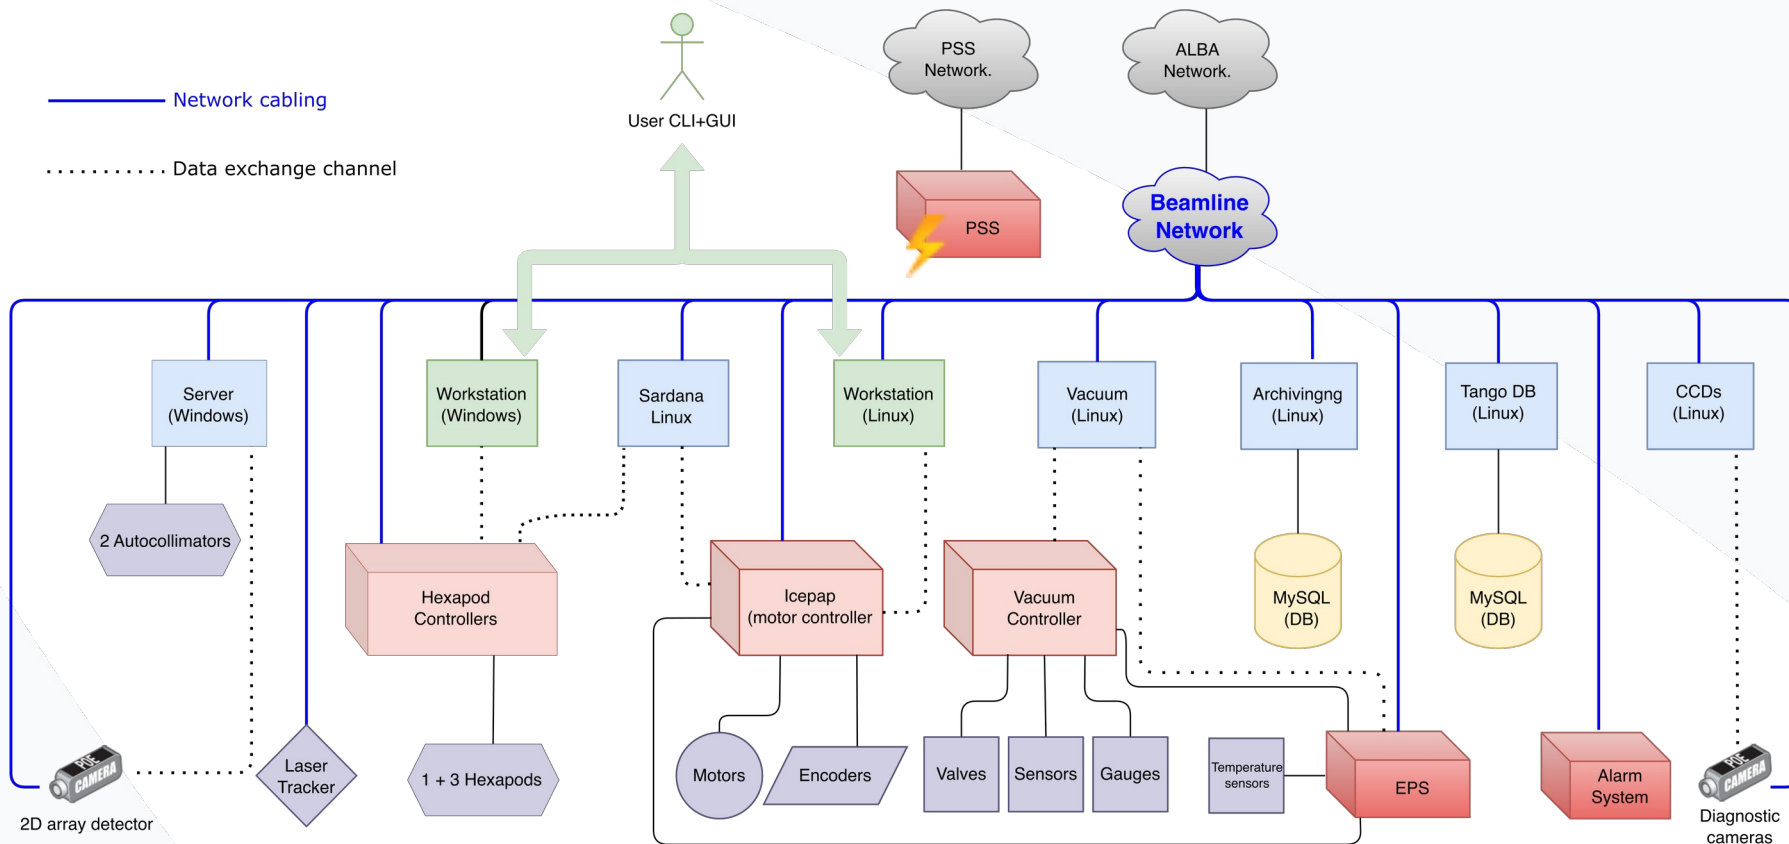 PSS
Network.
ALBA
Network.
Network cabling
User CLI+GUI
Data exchange channel
PSS
Beamline
Network
Server
(Windows)
Workstation
(Windows)
Sardana
Linux
Workstation
(Linux)
Vacuum
(Linux)
Archivingng
(Linux)
Tango DB
(Linux)
CCDs
(Linux)
2 Autocollimators
Hexapod
Controllers
Icepap
(motor controller
Vacuum
Controller
MySQL
(DB)
MySQL
(DB)
POE
CAMERA
2D array detector
Laser
Tracker
1 + 3 Hexapods
Motors
Encoders
Valves
Sensors
Gauges
Temperature
sensors
EPS
Alarm
System
POE
CAMERA
Diagnostic
cameras